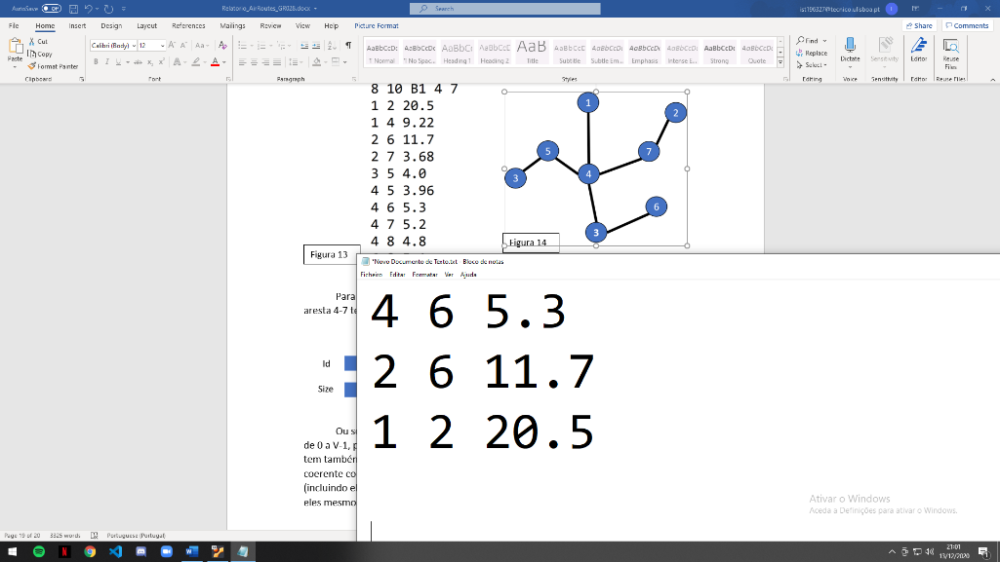 AutoSave Off
Relatorio_AirRoutes_GR028.docx
Search
ist196327@tecnico.ulisboa.pt
File Home Insert Design Layout References Mailings Review View Help Picture Format
Share Comments
Paste
Cut
Copy
Format Painter
Clipboard
Calibri (Body) 12
Font
Paragraph
AaBbCcDc AaBbCcDc AaBbCc AaBbCcE AaB AaBbCcE AaBbCcDc AaBbCcDc AaBbCcDc AaBbCcDc AaBbCcDc
¶ Normal ¶ No Spac... Heading 1 Heading 2 Title Subtitle Subtle Em... Emphasis Intense E... Strong Quote
Styles
Find
Replace
Select
Editing
Dictate
Voice
Sensitivity
Sensitivity
Editor
Editor
Reuse Files
Reuse Files
8 10 B1 4 7
1 2 20.5
1 4 9.22
2 6 11.7
2 7 3.68
3 5 4.0
4 5 3.96
4 6 5.3
4 7 5.2
4 8 4.8
1
2
5
7
3
4
6
3
Figura 14
Figura 13
Para
aresta 4-7 te
Id
Size
Ou se
de 0 a V-1, p
tem também
coerente co
(incluindo el
eles mesmo
*Novo Documento de Texto.txt - Bloco de notas
Ficheiro Editar Formatar Ver Ajuda
4 6 5.3
2 6 11.7
1 2 20.5
Ativar o Windows
Aceda a Definições para ativar o Windows.
Page 19 of 20 3325 words Portuguese (Portugal)
21:01
13/12/2020